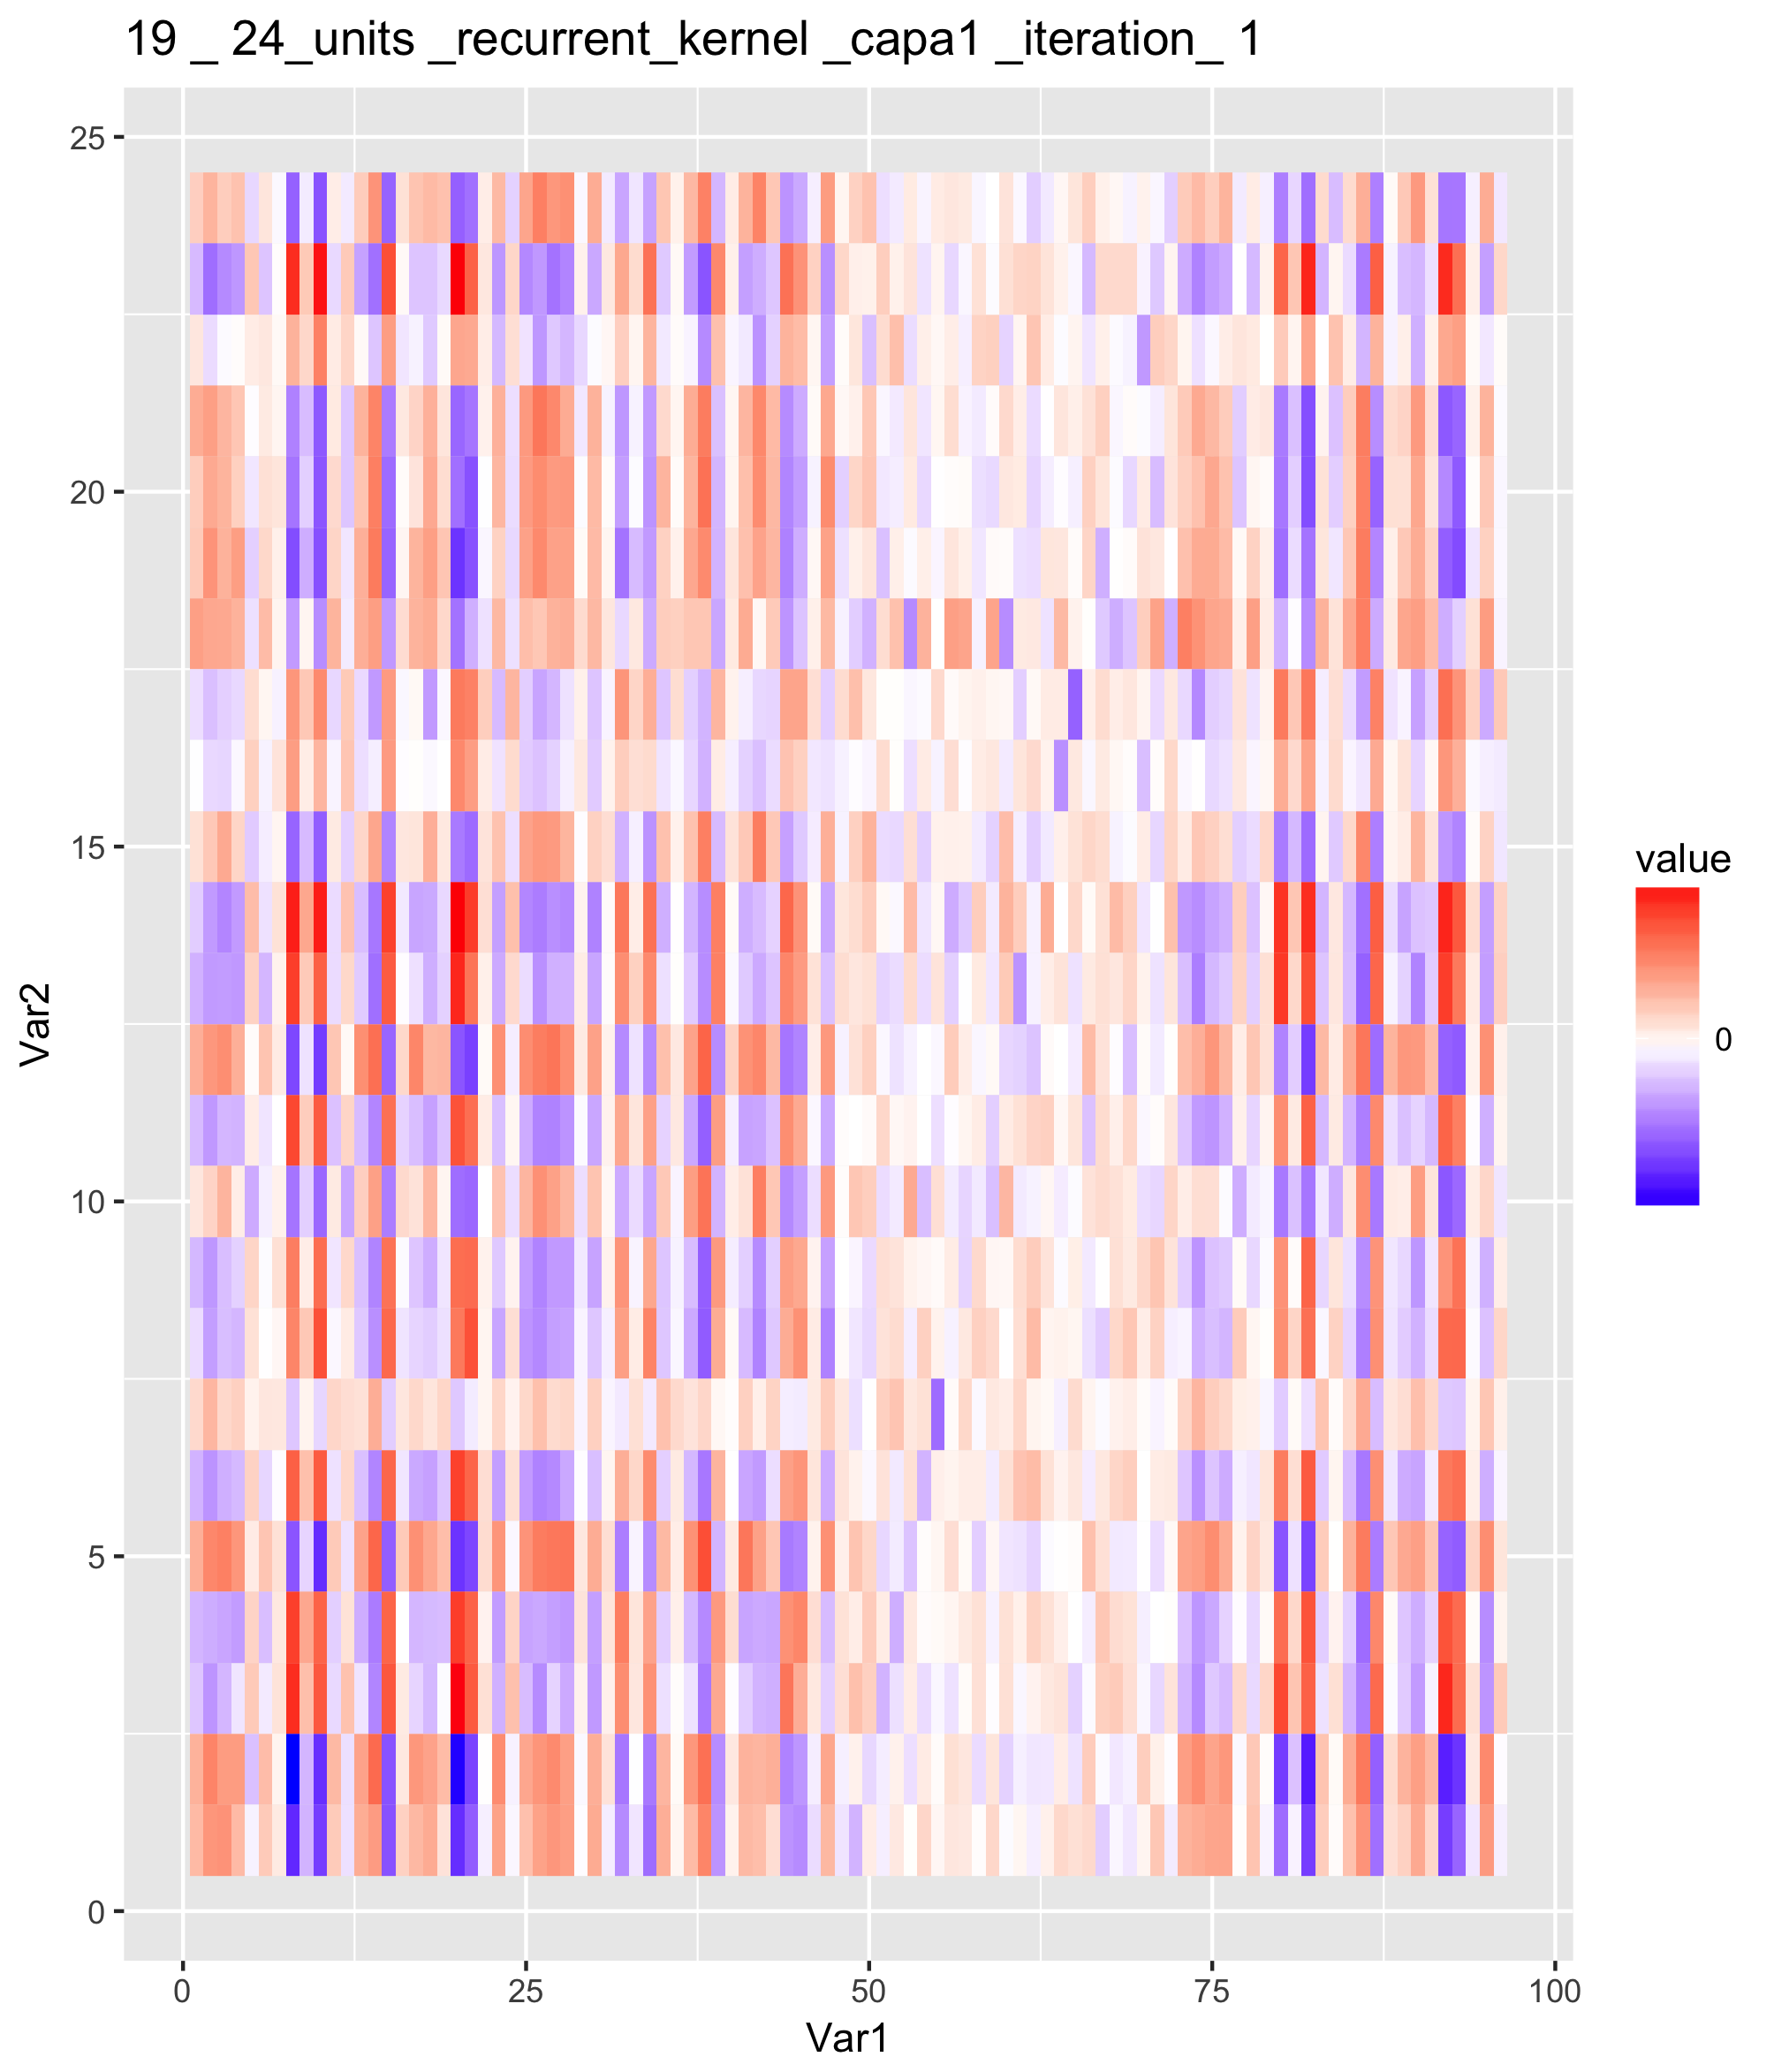 19 _ 24_units _recurrent_kernel _capa1 _iteration_ 1
25
20
15
10
5
0
Var2
0 25 50 75 100
Var1
value
0